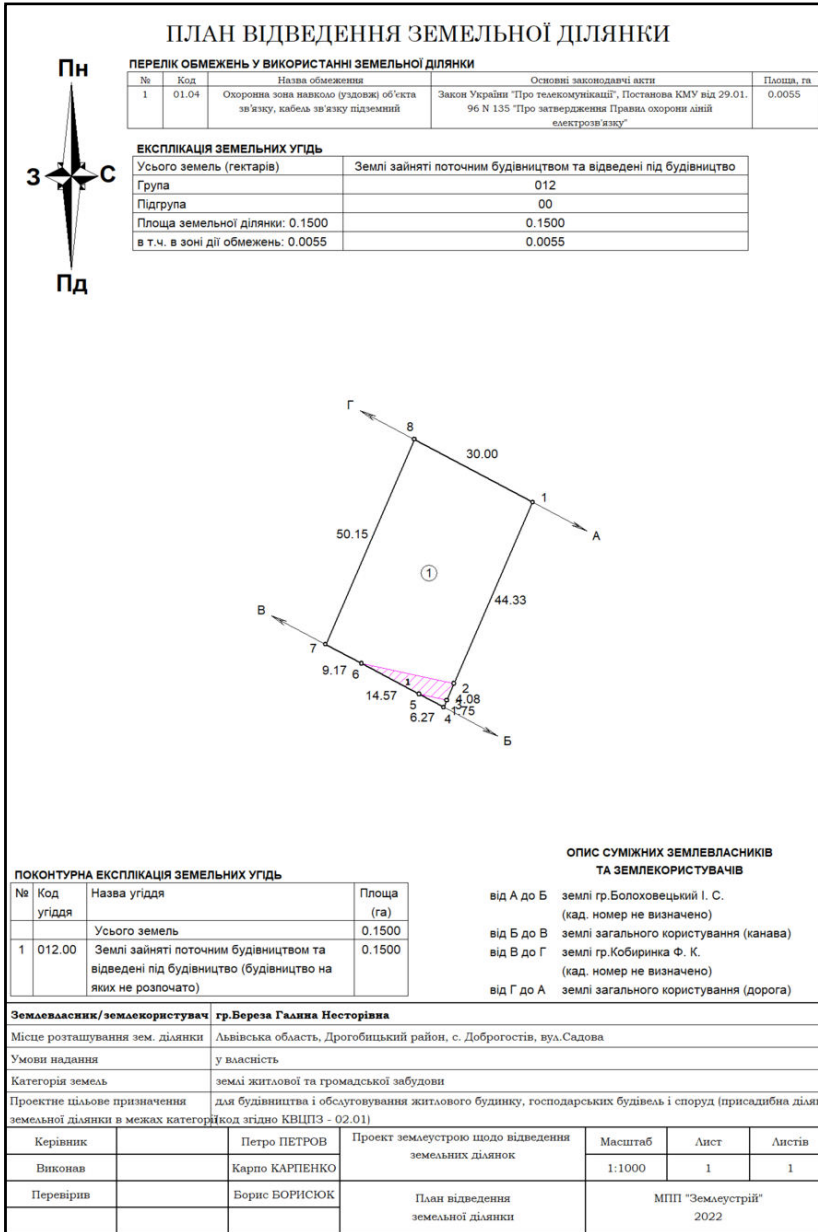 ПЛАН ВІДВЕДЕННЯ ЗЕМЕЛЬНОЇ ДІЛЯНКИ
Пн
З
С
Пд
ПЕРЕЛІК ОБМЕЖЕНЬ У ВИКОРИСТАННІ ЗЕМЕЛЬНОЇ ДІЛЯНКИ
№ Код Назва обмеження Основні законодавчі акти Площа, га
1 01.04 Охоронна зона навколо (уздовж) об'єкта Закон України "Про телекомунікації", Постанова КМУ від 29.01. 0.0055
зв'язку, кабель зв'язку підземний 96 N 135 "Про затвердження Правил охорони ліній
електрозв'язку"
ЕКСПЛІКАЦІЯ ЗЕМЕЛЬНИХ УГІДЬ
Усього земель (гектарів) Землі зайняті поточним будівництвом та відведені під будівництво
Група 012
Підгрупа 00
Площа земельної ділянки: 0.1500 0.1500
в т.ч. в зоні дії обмежень: 0.0055 0.0055
Г
8
30.00
1
А
50.15
1
44.33
В
7
9.17
6
1
2
14.57
4.08
5
3
1.75
6.27
4
Б
ПОКОНТУРНА ЕКСПЛІКАЦІЯ ЗЕМЕЛЬНИХ УГІДЬ
№ Код Назва угіддя Площа
угіддя (га)
Усього земель 0.1500
1 012.00 Землі зайняті поточним будівництвом та 0.1500
відведені під будівництво (будівництво на
яких не розпочато)
ОПИС СУМІЖНИХ ЗЕМЛЕВЛАСНИКІВ
ТА ЗЕМЛЕКОРИСТУВАЧІВ
від А до Б землі гр.Болоховецький І. С.
(кад. номер не визначено)
від Б до В землі загального користування (канава)
від В до Г землі гр.Кобиринка Ф. К.
(кад. номер не визначено)
від Г до А землі загального користування (дорога)
Землевласник/землекористувач гр.Береза Галина Несторівна
Місце розташування зем. ділянки Львівська область, Дрогобицький район, с. Доброгостів, вул.Садова
Умови надання у власність
Категорія земель землі житлової та громадської забудови
Проектне цільове призначення для будівництва і обслуговування житлового будинку, господарських будівель і споруд (присадибна
земельної ділянки в межах категорії (код згідно КВЦПЗ - 02.01)
Керівник Петро ПЕТРОВ Проект землеустрою щодо відведення Масштаб Лист Листів
земельних ділянок
Виконав Карпо КАРПЕНКО 1:1000 1 1
Перевірив Борис БОРИСЮК План відведення МПП "Землеустрій"
земельної ділянки 2022